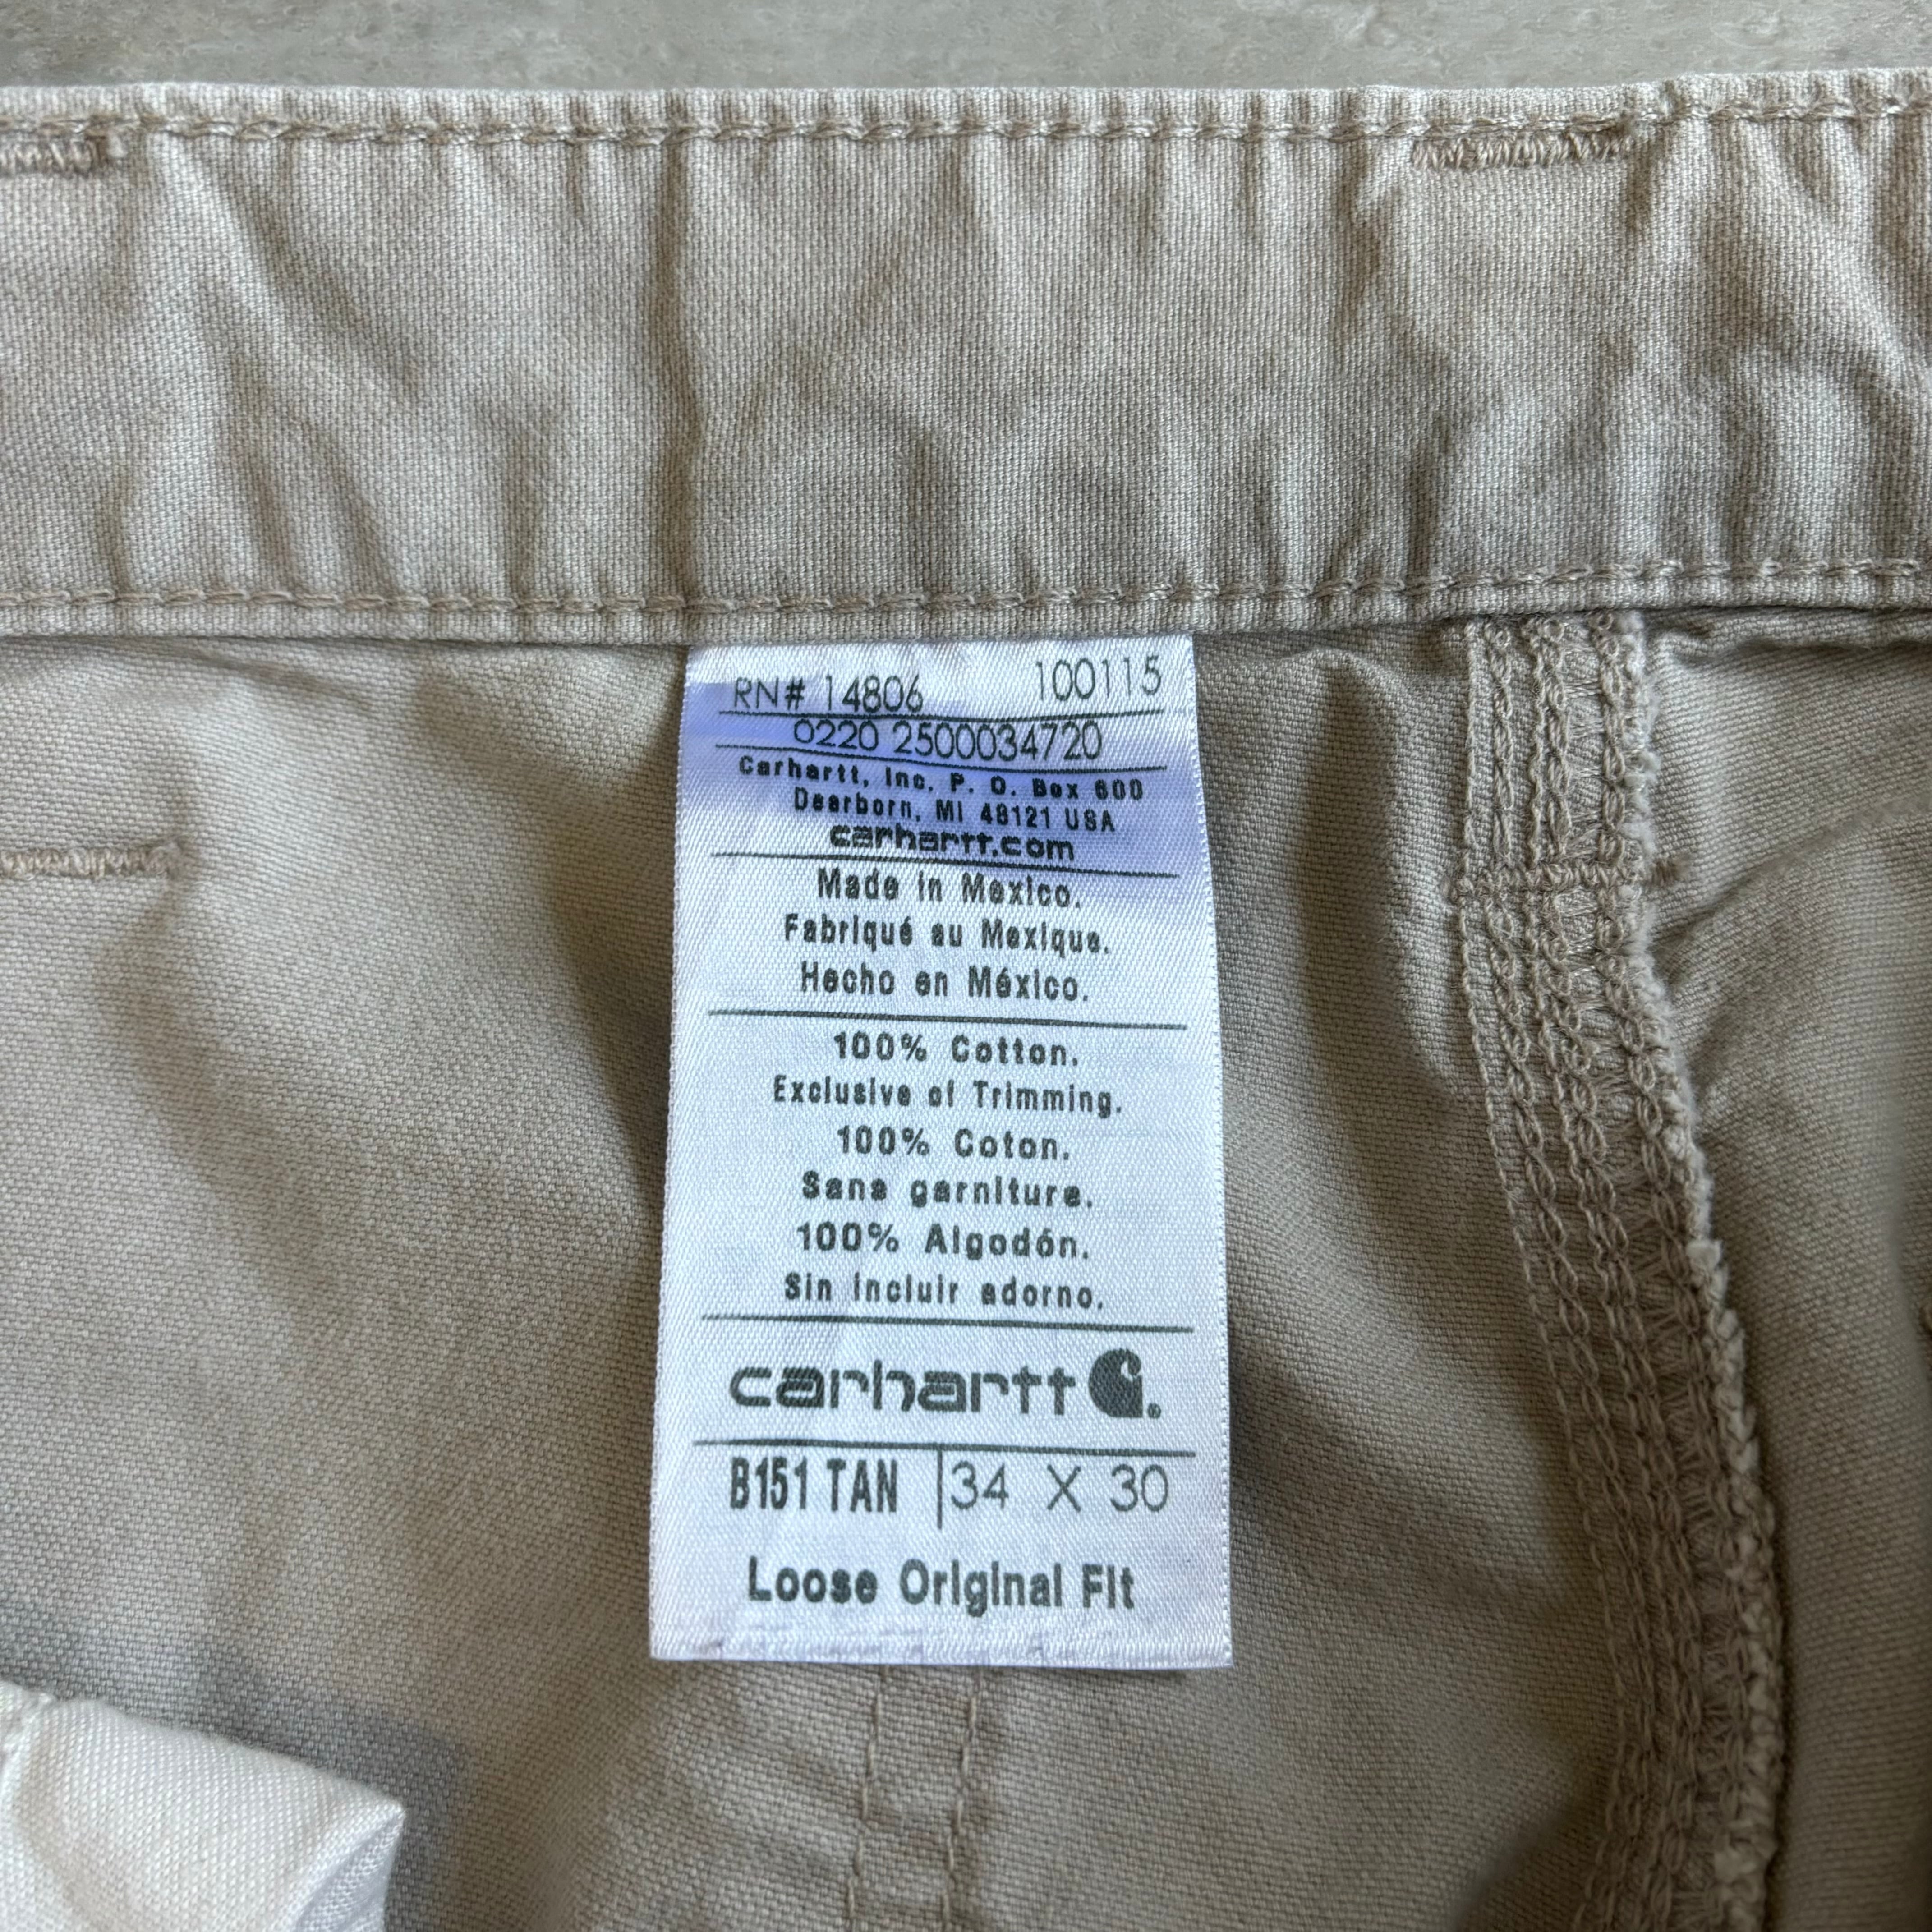 RN# 14806 100115
0220 2500034720
Carhartt, Inc. P. O. Box 600
Dearborn, MI 48121 USA
carhartt.com
Made in Mexico.
Fabriqué au Mexique.
Hecho en México.
100% Cotton.
Exclusive of Trimming.
100% Coton.
Sans garniture.
100% Algodón.
Sin incluir adorno.
carhartt
B151 TAN 34 X 30
Loose Original Fit